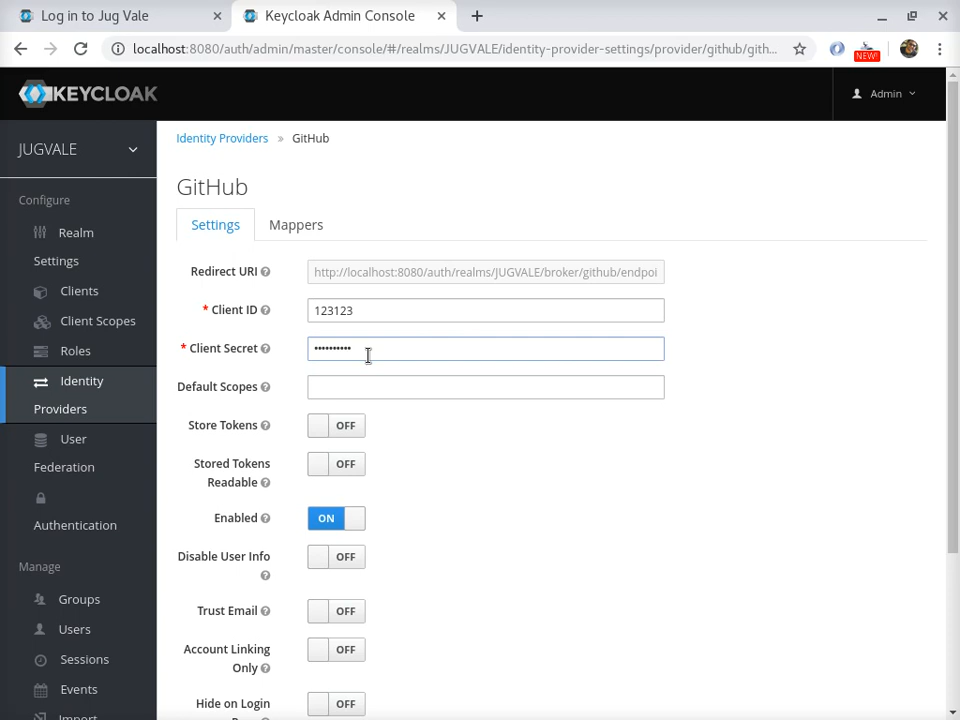 Log in to Jug Vale
Keycloak Admin Console
localhost:8080/auth/admin/master/console/#/realms/JUGVALE/identity-provider-settings/provider/github/gith...
NEW!
KEYCLOAK
Admin
JUGVALE
Configure
Realm
Settings
Clients
Client Scopes
Roles
Identity
Providers
User
Federation
Authentication
Manage
Groups
Users
Sessions
Events
Import
Identity Providers » GitHub
GitHub
Settings
Mappers
Redirect URI
http://localhost:8080/auth/realms/JUGVALE/broker/github/endpoi
* Client ID
123123
* Client Secret
••••••••••
Default Scopes
Store Tokens
OFF
Stored Tokens
Readable
OFF
Enabled
ON
Disable User Info
OFF
Trust Email
OFF
Account Linking
Only
OFF
Hide on Login
OFF